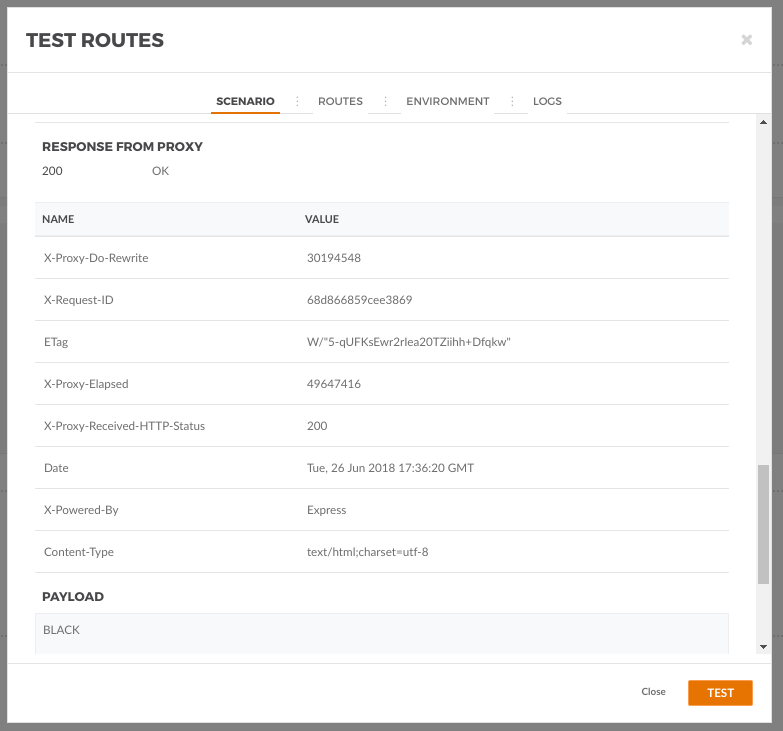 TEST ROUTES
SCENARIO ROUTES ENVIRONMENT LOGS
RESPONSE FROM PROXY
200 OK
NAME VALUE
X-Proxy-Do-Rewrite 30194548
X-Request-ID 68d866859cee3869
ETag W/"5-qUFKsEwr2rIea20TZiihh+Dfqkw"
X-Proxy-Elapsed 49647416
X-Proxy-Received-HTTP-Status 200
Date Tue, 26 Jun 2018 17:36:20 GMT
X-Powered-By Express
Content-Type text/html;charset=utf-8
PAYLOAD
BLACK
Close TEST